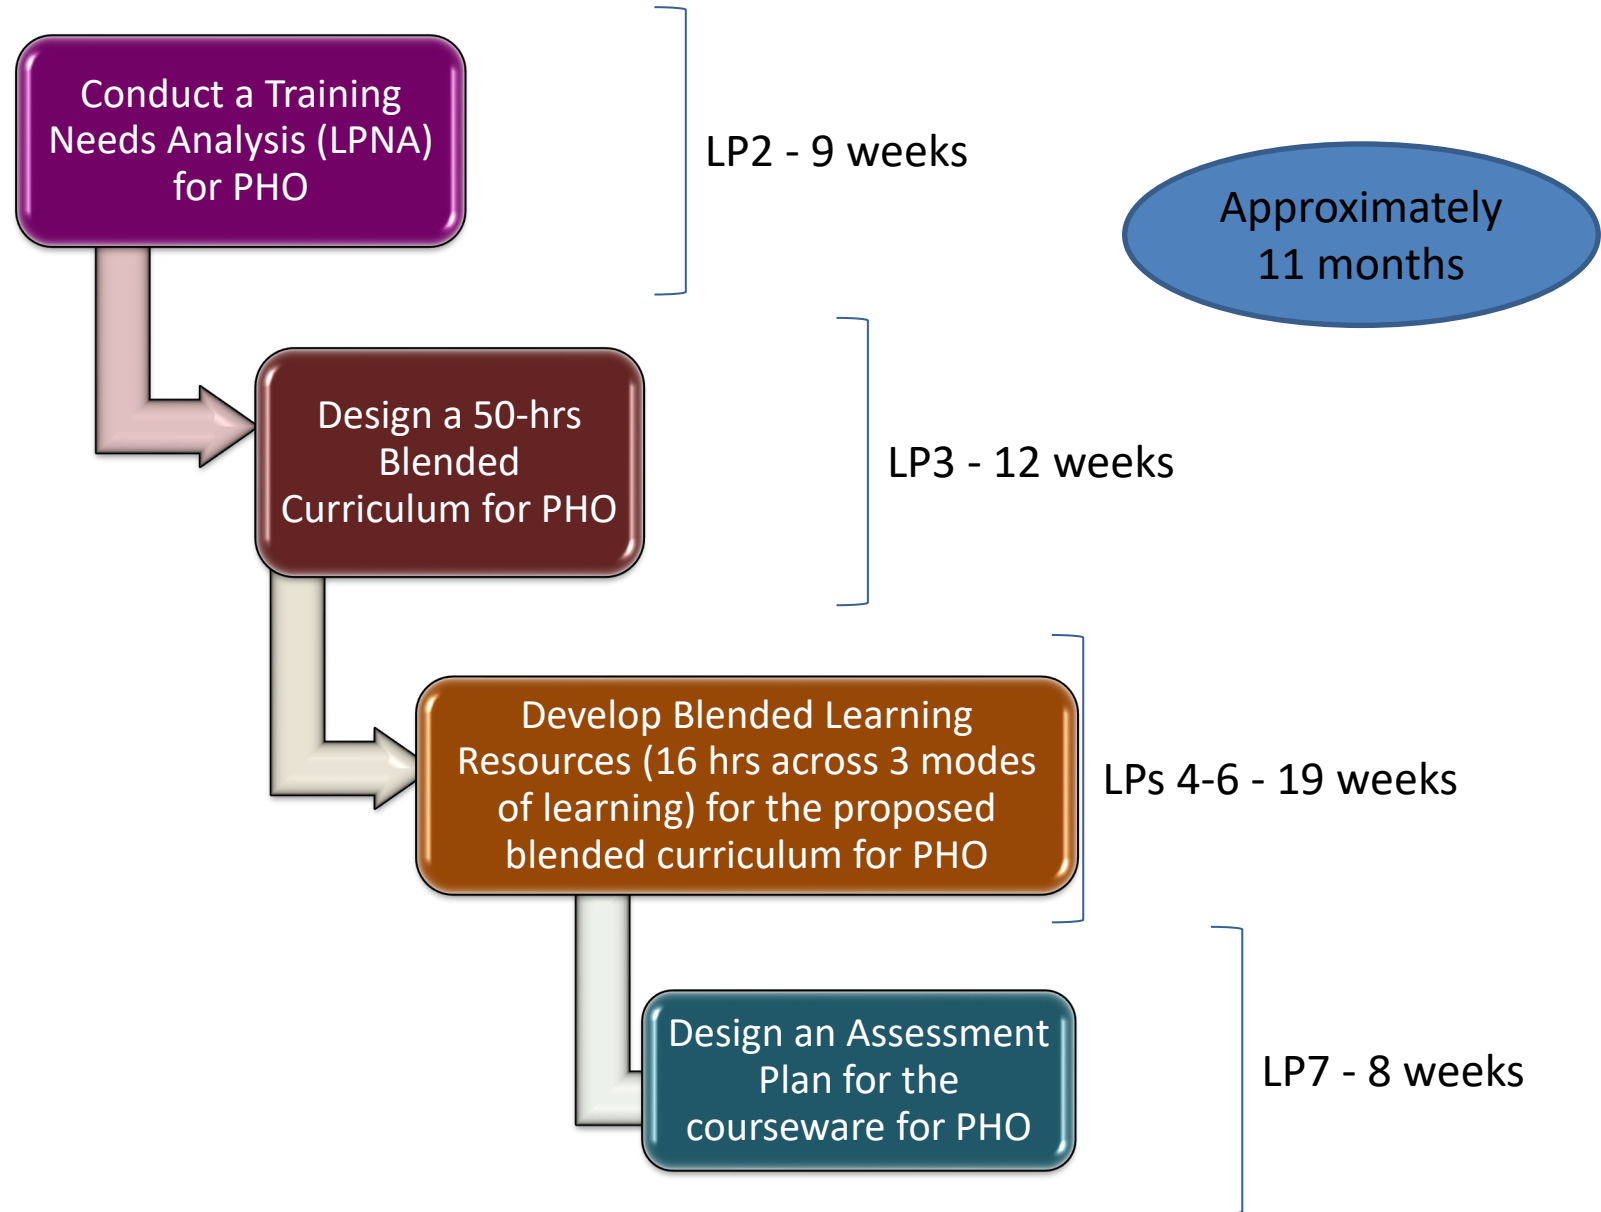 Conduct a Training
Needs Analysis (LPNA)
for PHO
LP2 - 9 weeks
Approximately
11 months
Design a 50-hrs
Blended
Curriculum for PHO
LP3 - 12 weeks
Develop Blended Learning
Resources (16 hrs across 3 modes
of learning) for the proposed
blended curriculum for PHO
LPs 4-6 - 19 weeks
Design an Assessment
Plan for the
courseware for PHO
LP7 - 8 weeks